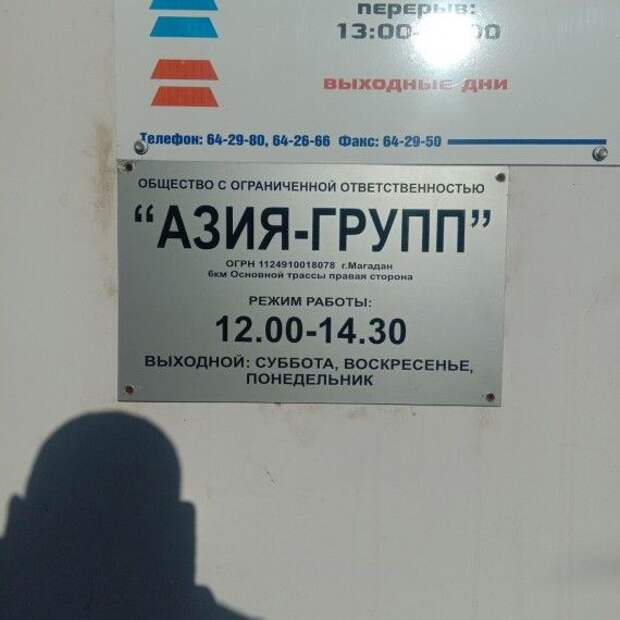 перерыв:
13:00-
выходные дни
Телефон: 64-29-80, 64-26-66 Факс: 64-29-50
ОБЩЕСТВО С ОГРАНИЧЕННОЙ ОТВЕТСТВЕННОСТЬЮ
“АЗИЯ-ГРУПП”
ОГРН 1124910018078 г.Магадан
6км Основной трассы правая сторона
РЕЖИМ РАБОТЫ:
12.00-14.30
ВЫХОДНОЙ: СУББОТА, ВОСКРЕСЕНЬЕ,
ПОНЕДЕЛЬНИК